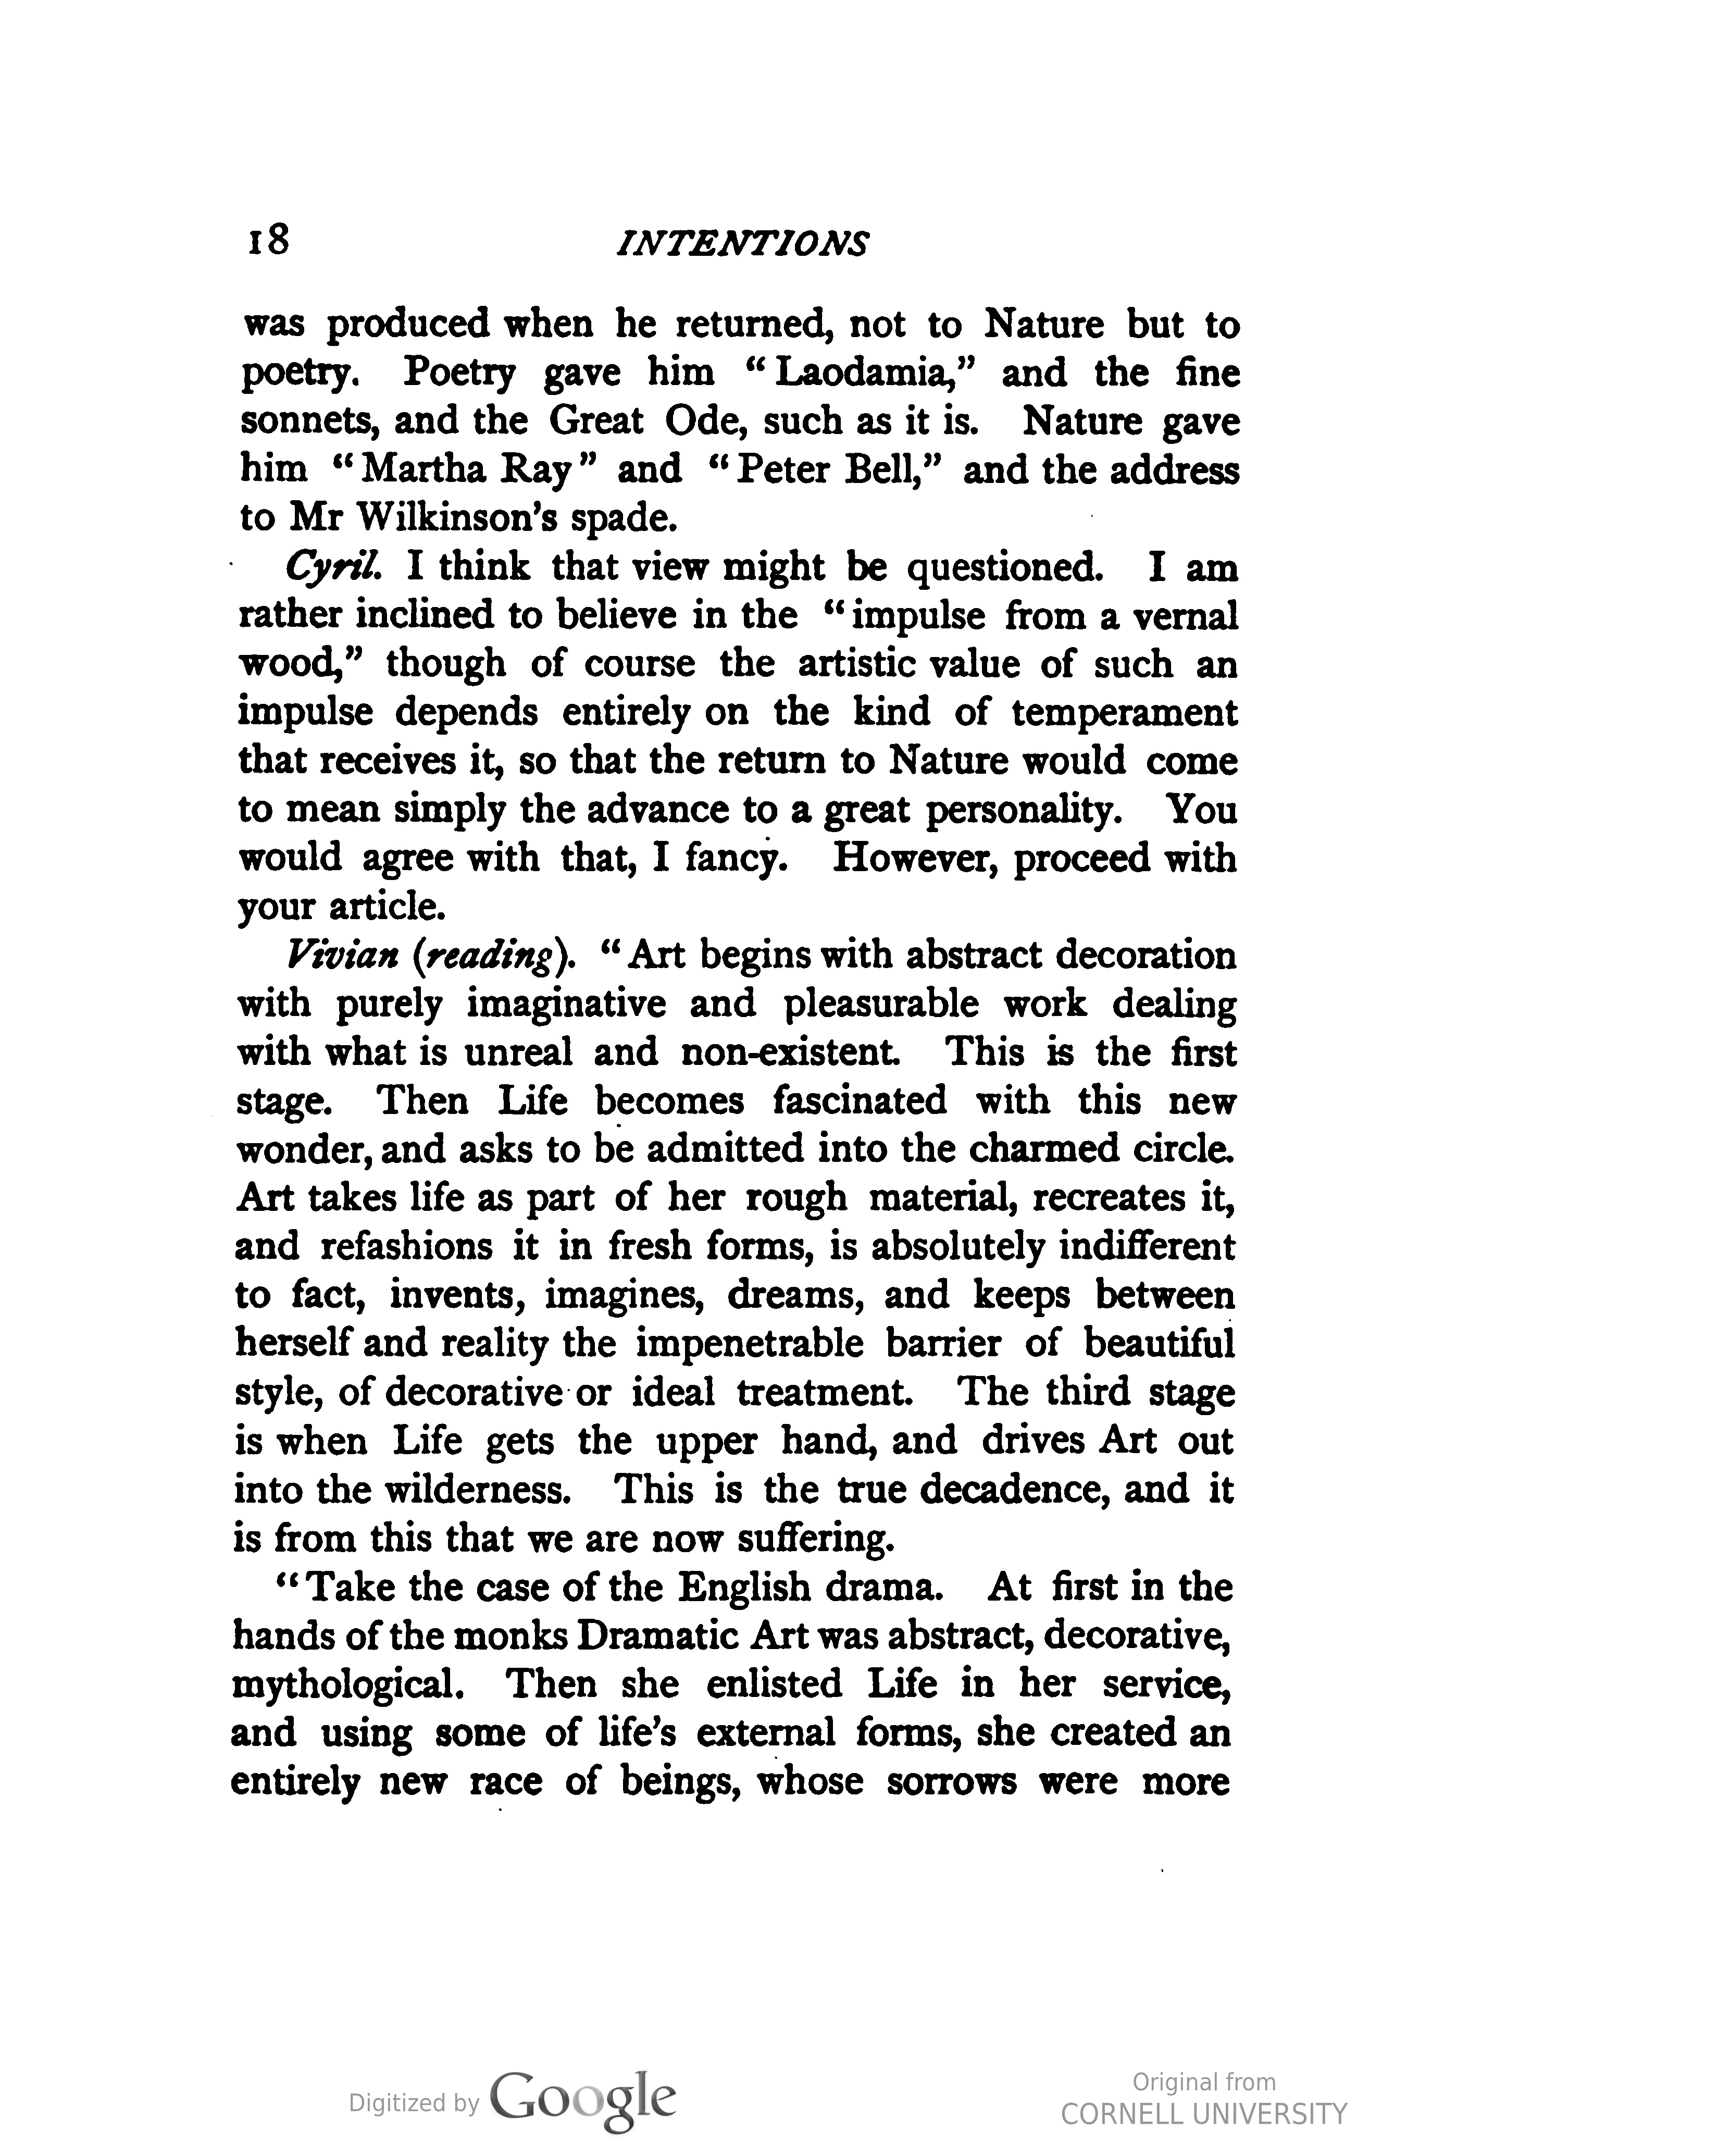 18 INTENTIONS
was produced when he returned, not to Nature but to
poetry. Poetry gave him “Laodamia,” and the fine
sonnets, and the Great Ode, such as it is. Nature gave
him “Martha Ray” and “Peter Bell,” and the address
to Mr Wilkinson's spade.
Cyril. I think that view might be questioned. I am
rather inclined to believe in the “impulse from a vernal
wood,” though of course the artistic value of such an
impulse depends entirely on the kind of temperament
that receives it, so that the return to Nature would come
to mean simply the advance to a great personality. You
would agree with that, I fancy. However, proceed with
your article.
Vivian (reading). “Art begins with abstract decoration
with purely imaginative and pleasurable work dealing
with what is unreal and non-existent. This is the first
stage. Then Life becomes fascinated with this new
wonder, and asks to be admitted into the charmed circle.
Art takes life as part of her rough material, recreates it,
and refashions it in fresh forms, is absolutely indifferent
to fact, invents, imagines, dreams, and keeps between
herself and reality the impenetrable barrier of beautiful
style, of decorative or ideal treatment. The third stage
is when Life gets the upper hand, and drives Art out
into the wilderness. This is the true decadence, and it
is from this that we are now suffering.
“Take the case of the English drama. At first in the
hands of the monks Dramatic Art was abstract, decorative,
mythological. Then she enlisted Life in her service,
and using some of life's external forms, she created an
entirely new race of beings, whose sorrows were more
Digitized by Google
Original from
CORNELL UNIVERSITY